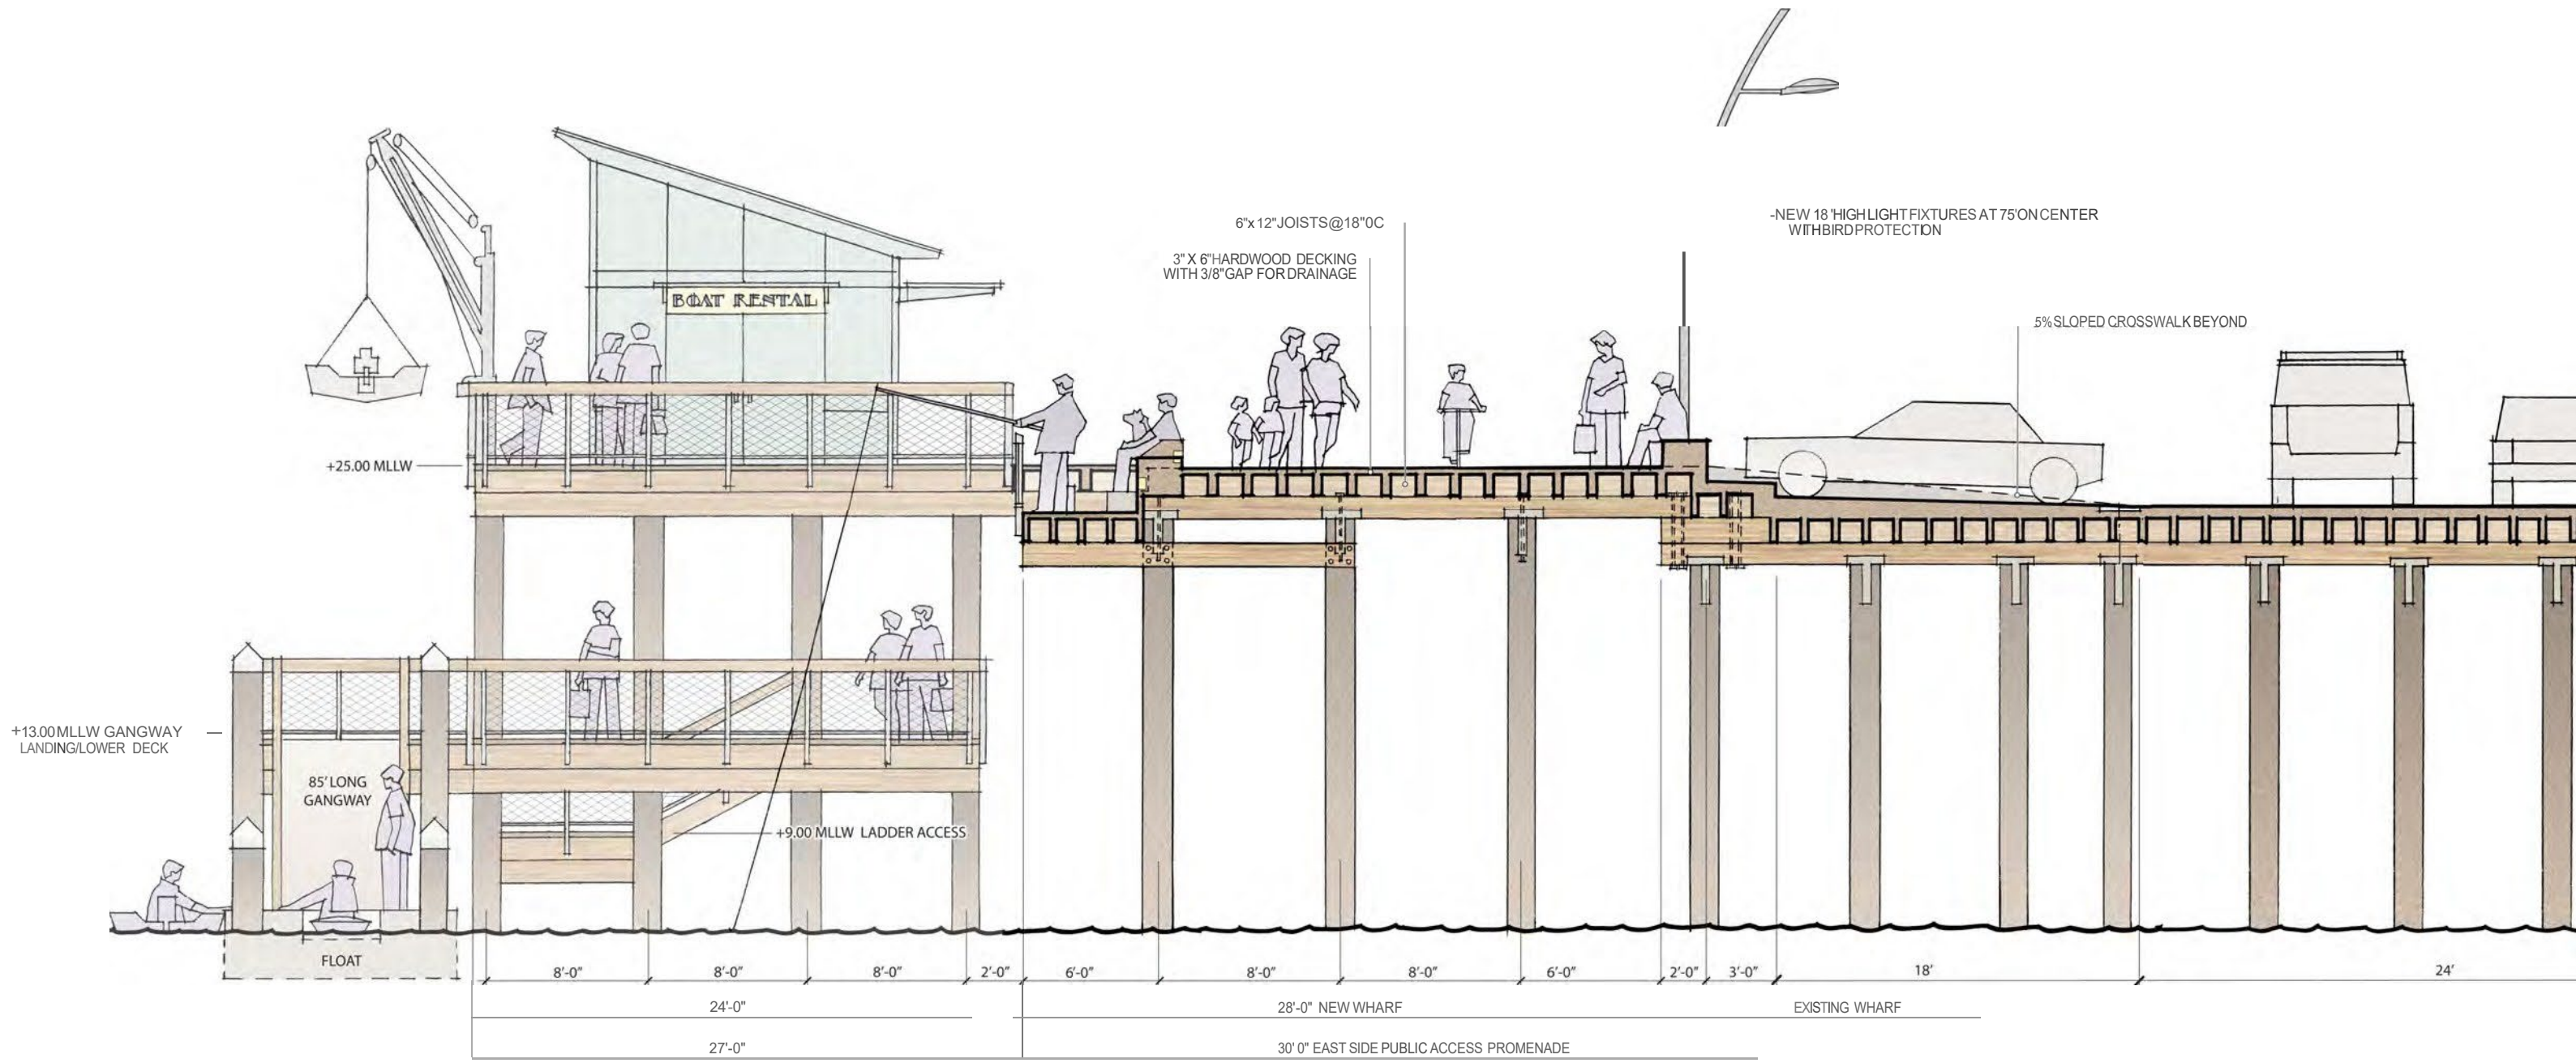 6"x 12"JOISTS@18"0C
3" X 6"HARDWOOD DECKING
WITH 3/8"GAP FOR DRAINAGE
-NEW 18 'HIGH LIGHT FIXTURES AT 75'ON CENTER
WITH BIRD PROTECTION
BOAT RENTAL
5% SLOPED CROSSWALK BEYOND
+25.00 MLLW
+13.00 MLLW GANGWAY
LANDING/LOWER DECK
85' LONG
GANGWAY
+9.00 MLLW LADDER ACCESS
FLOAT
8'-0" 8'-0" 8'-0" 2'-0" 6'-0" 8'-0" 8'-0" 6'-0" 2'-0" 3'-0" 18' 24'
24'-0" 28'-0" NEW WHARF EXISTING WHARF
27'-0" 30' 0" EAST SIDE PUBLIC ACCESS PROMENADE